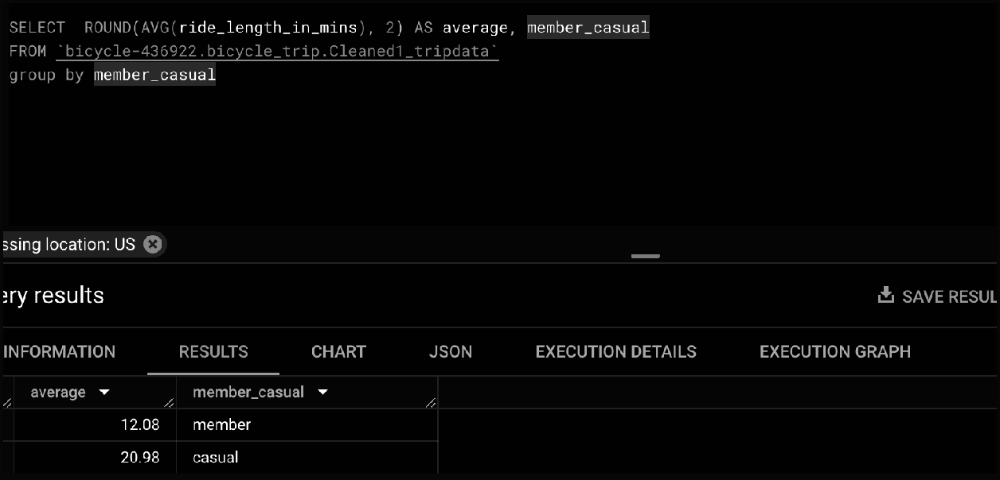 SELECT  ROUND(AVG(ride_length_in_mins), 2) AS average, member_casual
FROM `bicycle-436922.bicycle_trip.Cleaned1_tripdata`
group by member_casual
ssing location: US
ery results
SAVE RESUL
INFORMATION RESULTS CHART JSON EXECUTION DETAILS EXECUTION GRAPH
average member_casual
12.08 member
20.98 casual